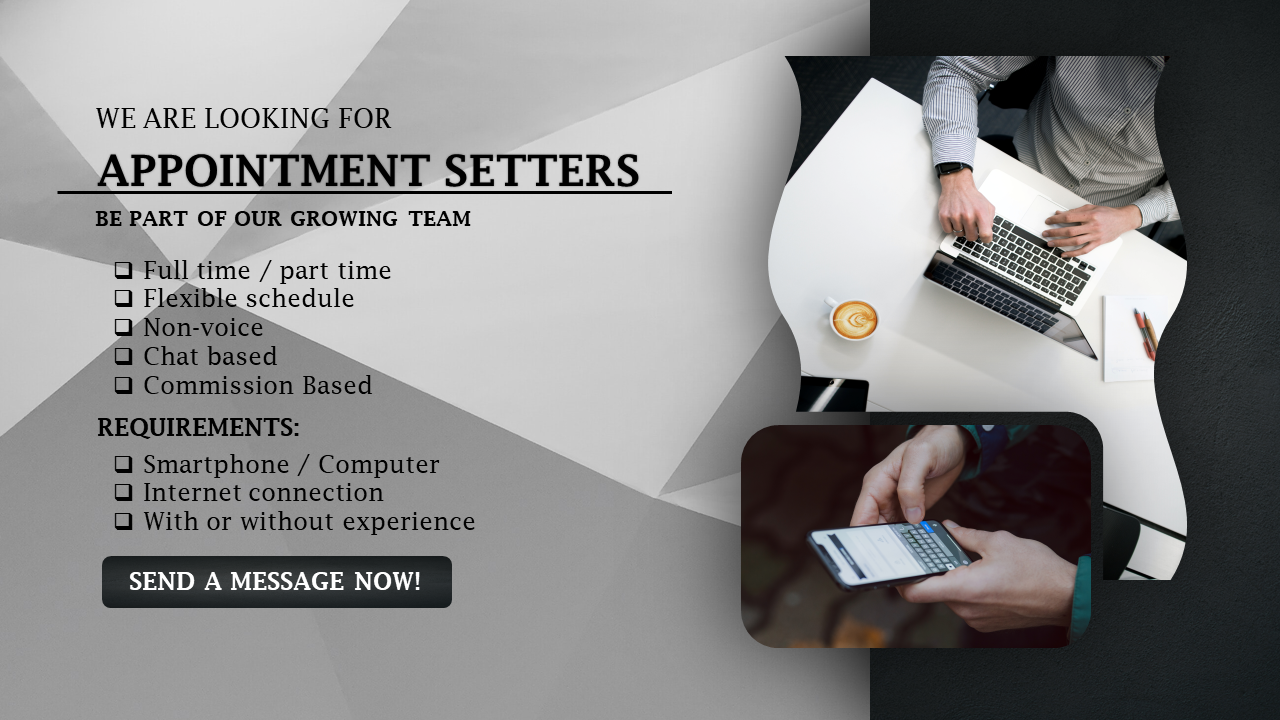 WE ARE LOOKING FOR
APPOINTMENT SETTERS
BE PART OF OUR GROWING TEAM
❑ Full time / part time
❑ Flexible schedule
❑ Non-voice
❑ Chat based
❑ Commission Based
REQUIREMENTS:
❑ Smartphone / Computer
❑ Internet connection
❑ With or without experience
SEND A MESSAGE NOW!